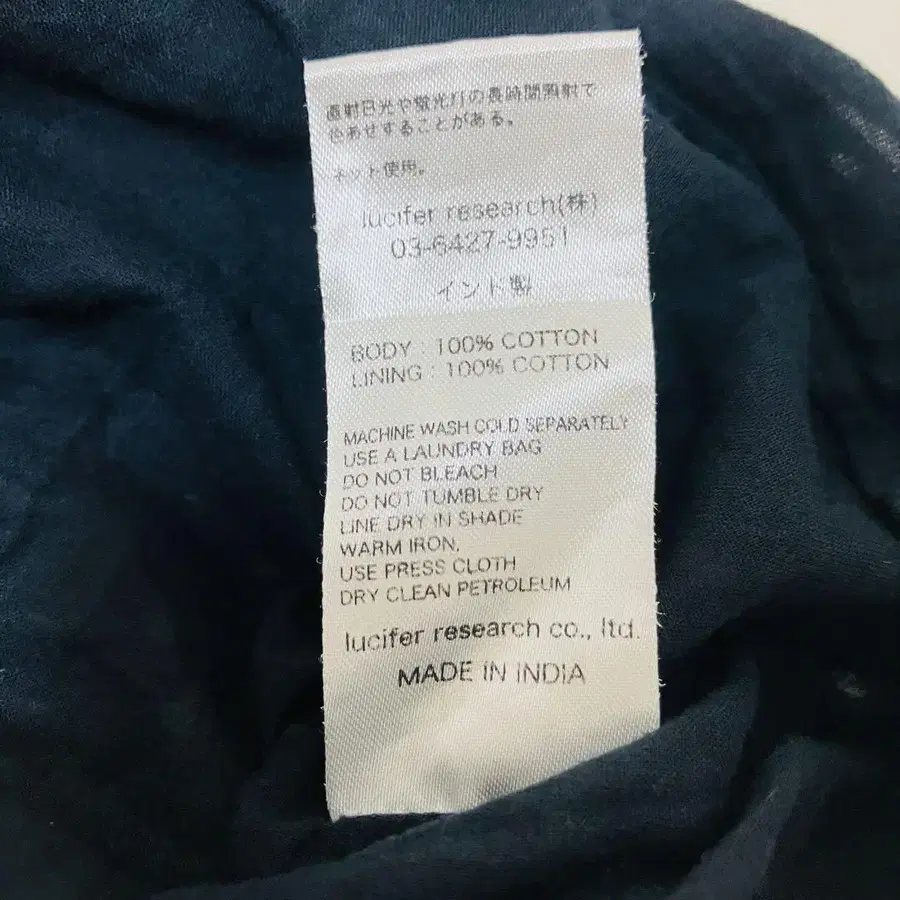 直射日光や蛍光灯の長時間照射で
色あせすることがある。
ネット使用。
lucifer research(株)
03-6427-9951
インド製
BODY : 100% COTTON
LINING : 100% COTTON
MACHINE WASH COLD SEPARATELY
USE A LAUNDRY BAG
DO NOT BLEACH
DO NOT TUMBLE DRY
LINE DRY IN SHADE
WARM IRON,
USE PRESS CLOTH
DRY CLEAN PETROLEUM
lucifer research co., ltd.
MADE IN INDIA